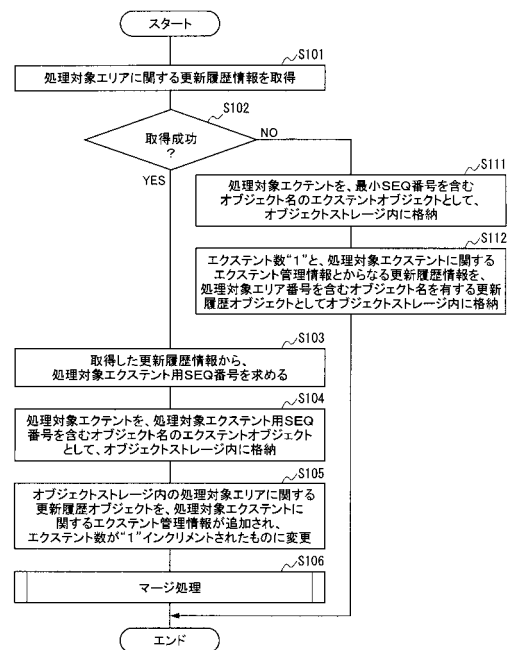 スタート
S101
処理対象エリアに関する更新履歴情報を取得
S102
取得成功
?
NO
YES
S111
処理対象エクテントを、最小SEQ番号を含む
オブジェクト名のエクステントオブジェクトとして、
オブジェクトストレージ内に格納
S112
エクステント数“1”と、処理対象エクステントに関する
エクステント管理情報とからなる更新履歴情報を、
処理対象エリア番号を含むオブジェクト名を有する更新
履歴オブジェクトとしてオブジェクトストレージ内に格納
S103
取得した更新履歴情報から、
処理対象エクステント用SEQ番号を求める
S104
処理対象エクテントを、処理対象エクステント用SEQ
番号を含むオブジェクト名のエクステントオブジェクト
として、オブジェクトストレージ内に格納
S105
オブジェクトストレージ内の処理対象エリアに関する
更新履歴オブジェクトを、処理対象エクステントに
関するエクステント管理情報が追加され、
エクステント数が“1”インクリメントされたものに変更
S106
マージ処理
エンド